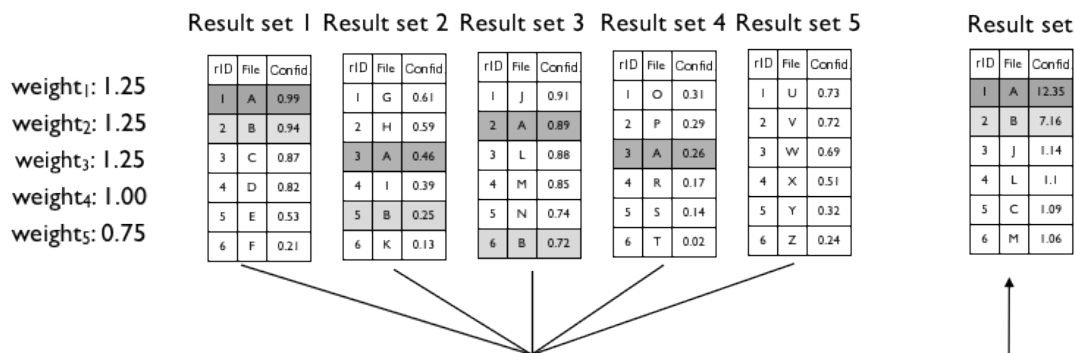 Result set 1 Result set 2 Result set 3 Result set 4 Result set 5 Result set
weight1: 1.25
weight2: 1.25
weight3: 1.25
weight4: 1.00
weight5: 0.75
rID File Confid.
1 A 0.99
2 B 0.94
3 C 0.87
4 D 0.82
5 E 0.53
6 F 0.21
rID File Confid.
1 G 0.61
2 H 0.59
3 A 0.46
4 I 0.39
5 B 0.25
6 K 0.13
rID File Confid.
1 J 0.91
2 A 0.89
3 L 0.88
4 M 0.85
5 N 0.74
6 B 0.72
rID File Confid.
1 O 0.31
2 P 0.29
3 A 0.26
4 R 0.17
5 S 0.14
6 T 0.02
rID File Confid.
1 U 0.73
2 V 0.72
3 W 0.69
4 X 0.51
5 Y 0.32
6 Z 0.24
rID File Confid.
1 A 12.35
2 B 7.16
3 J 1.14
4 L 1.1
5 C 1.09
6 M 1.06